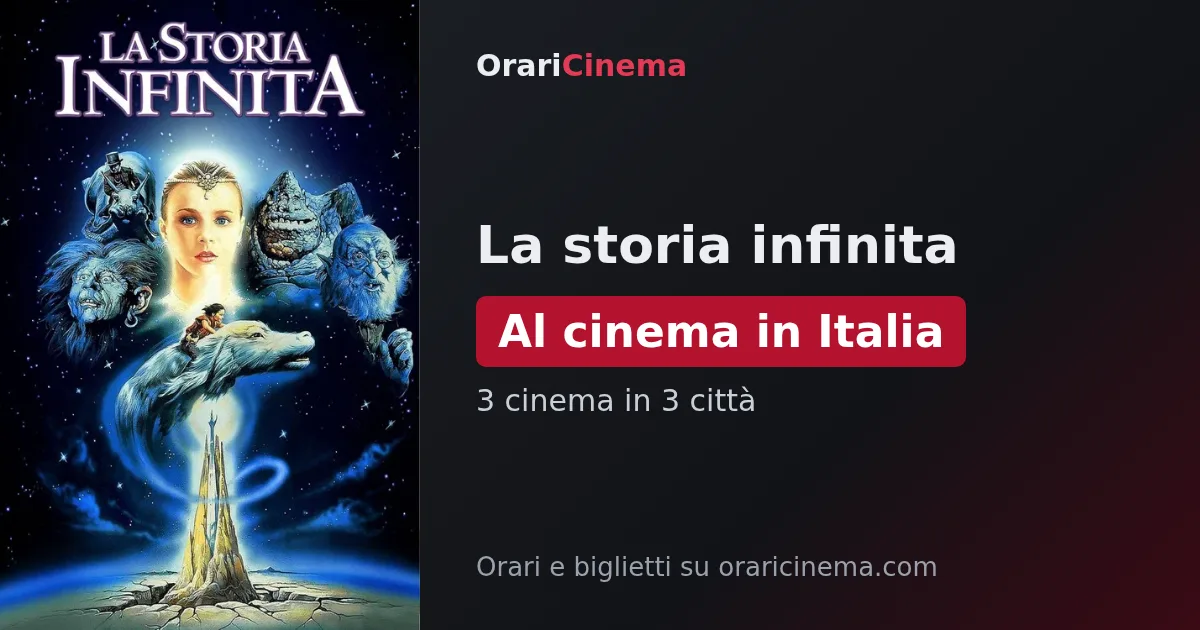 LA STORIA
INFINITA
OrariCinema
La storia infinita
Al cinema in Italia
3 cinema in 3 città
Orari e biglietti su oraricinema.com